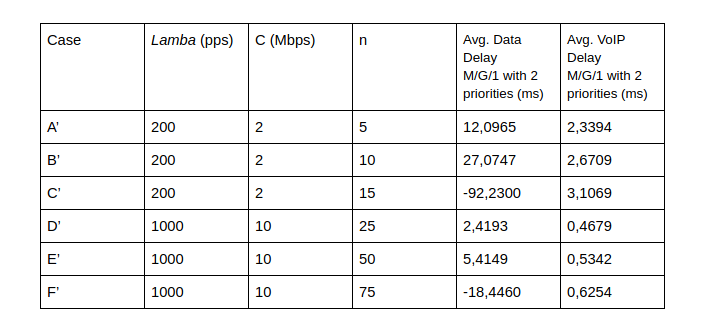 Case Lamba (pps) C (Mbps) n Avg. Data Delay M/G/1 with 2 priorities (ms) Avg. VoIP Delay M/G/1 with 2 priorities (ms)
A' 200 2 5 12,0965 2,3394
B' 200 2 10 27,0747 2,6709
C' 200 2 15 -92,2300 3,1069
D' 1000 10 25 2,4193 0,4679
E' 1000 10 50 5,4149 0,5342
F' 1000 10 75 -18,4460 0,6254